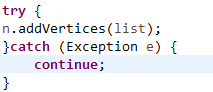 try {
n.addVertices(list);
}catch (Exception e) {
    continue;
}